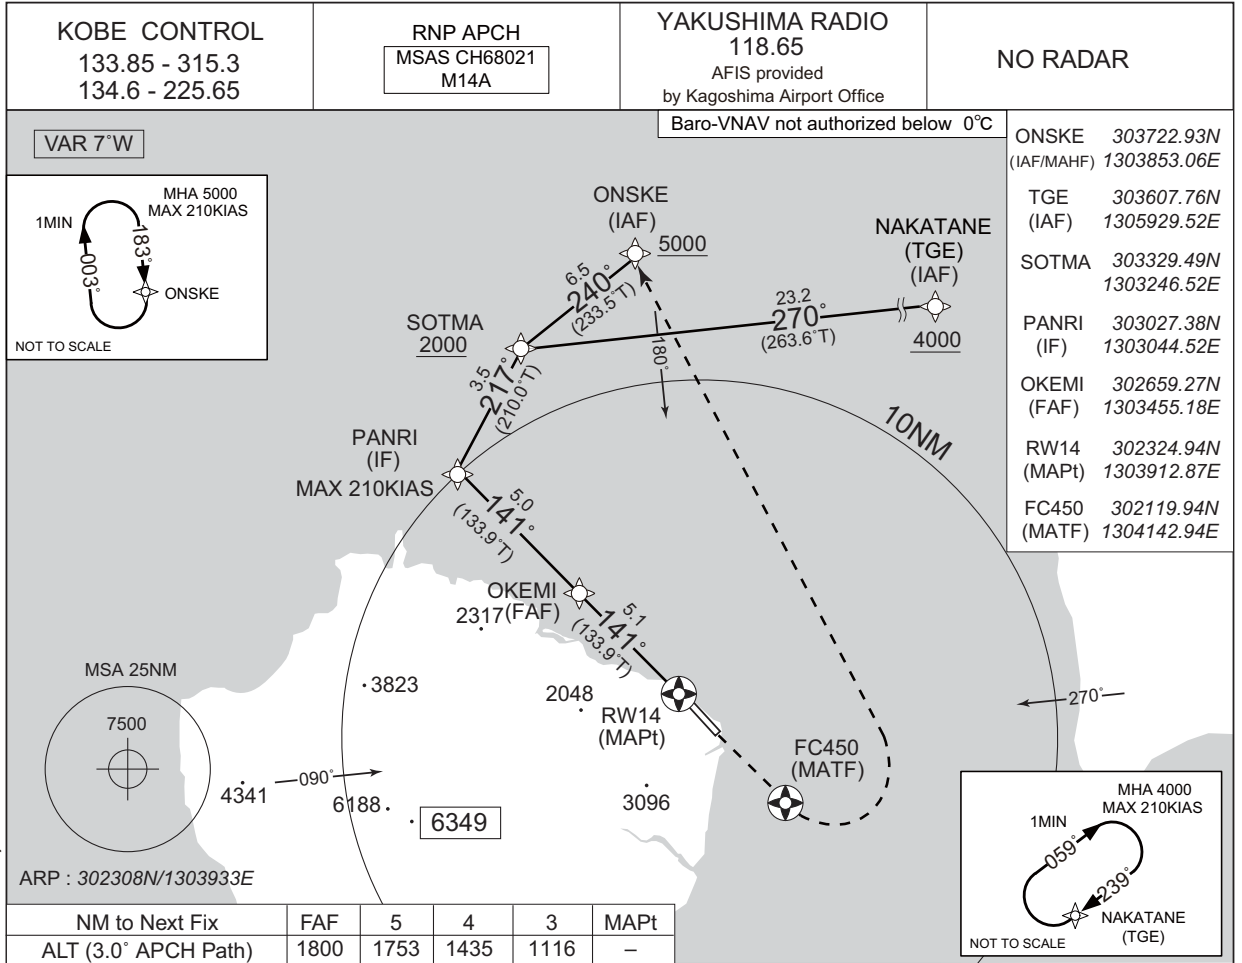 KOBE CONTROL
133.85 - 315.3
134.6 - 225.65
RNP APCH
MSAS CH68021
M14A
YAKUSHIMA RADIO
118.65
AFIS provided
by Kagoshima Airport Office
NO RADAR
Baro-VNAV not authorized below 0°C
VAR 7°W
MHA 5000
MAX 210KIAS
1MIN
003°
183°
ONSKE
NOT TO SCALE
ONSKE 303722.93N
(IAF/MAHF) 1303853.06E
TGE 303607.76N
(IAF) 1305929.52E
SOTMA 303329.49N
1303246.52E
PANRI 303027.38N
(IF) 1303044.52E
OKEMI 302659.27N
(FAF) 1303455.18E
RW14 302324.94N
(MAPt) 1303912.87E
FC450 302119.94N
(MATF) 1304142.94E
ONSKE
(IAF)
5000
NAKATANE
(TGE)
(IAF)
4000
6.5
240°
(233.5°T)
23.2
270°
(263.6°T)
SOTMA
2000
180°
3.5
217°
(210.0°T)
10NM
PANRI
(IF)
MAX 210KIAS
5.0
141°
(133.9°T)
OKEMI
(FAF)
2317
5.1
141°
(133.9°T)
3823
2048
RW14
(MAPt)
270°
FC450
(MATF)
MSA 25NM
7500
090°
4341
6188
6349
3096
ARP : 302308N/1303933E
MHA 4000
MAX 210KIAS
1MIN
059°
239°
NAKATANE
(TGE)
NOT TO SCALE
NM to Next Fix FAF 5 4 3 MAPt
ALT (3.0° APCH Path) 1800 1753 1435 1116 –